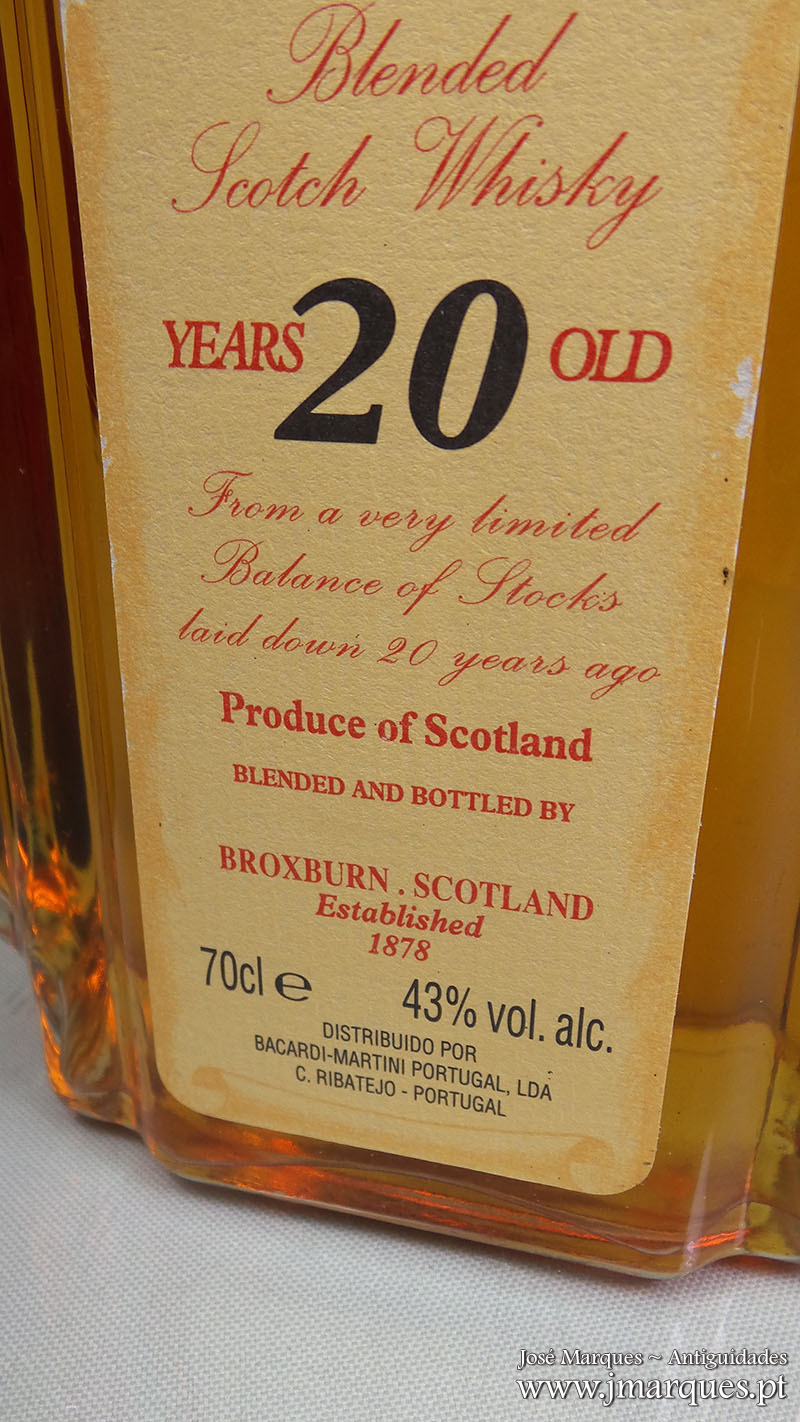 Blended
Scotch Whisky
YEARS 20 OLD
From a very limited
Balance of Stocks
laid down 20 years ago
Produce of Scotland
BLENDED AND BOTTLED BY
BROXBURN . SCOTLAND
Established
1878
70cl e 43% vol. alc.
DISTRIBUIDO POR
BACARDI-MARTINI PORTUGAL, LDA
C. RIBATEJO - PORTUGAL
José Marques ~ Antiguidades
www.jmarques.pt